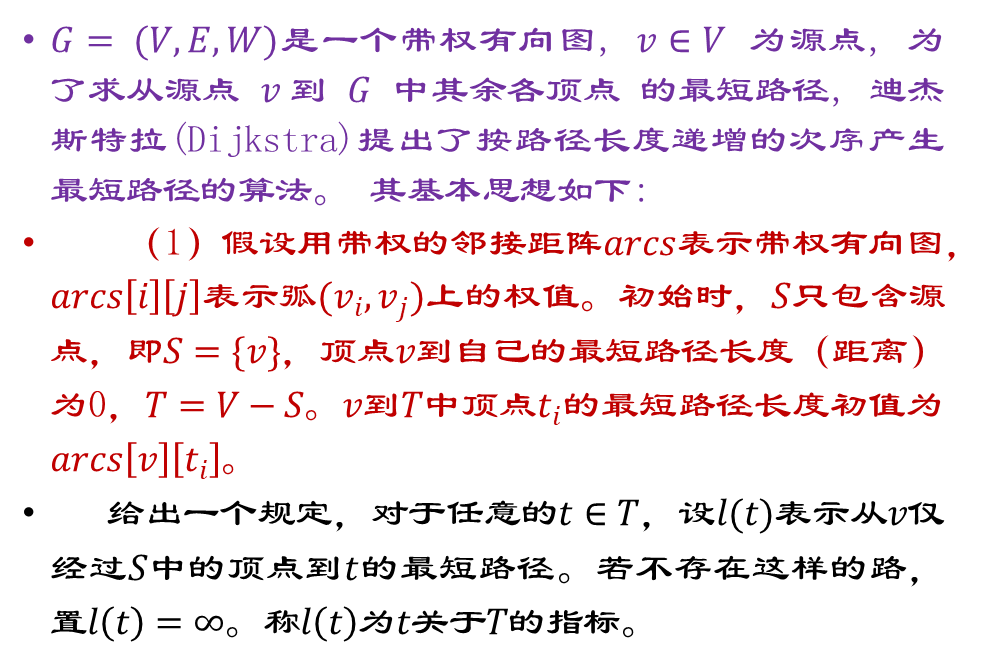 • G = (V, E, W)是一个带权有向图，v ∈ V 为源点，为
了求从源点 v 到 G 中其余各顶点 的最短路径，迪杰
斯特拉(Dijkstra)提出了按路径长度递增的次序产生
最短路径的算法。 其基本思想如下：
• （1）假设用带权的邻接距阵arcs表示带权有向图，
arcs[i][j]表示弧(vᵢ, vⱼ)上的权值。初始时，S只包含源
点，即S = {v}，顶点v到自己的最短路径长度（距离）
为0，T = V − S。v到T中顶点tᵢ的最短路径长度初值为
arcs[v][tᵢ]。
• 给出一个规定，对于任意的t ∈ T，设l(t)表示从v仅
经过S中的顶点到t的最短路径。若不存在这样的路，
置l(t) = ∞。称l(t)为t关于T的指标。